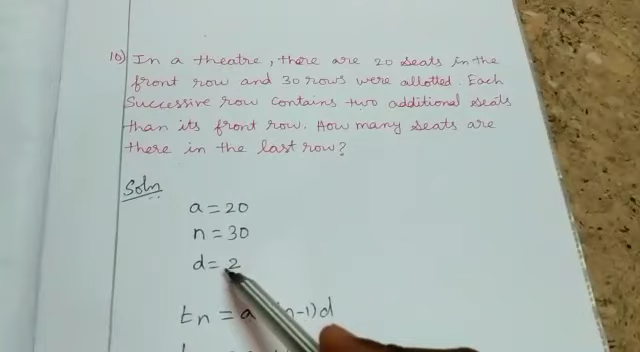 10) In a theatre, there are 20 seats in the
front row and 30 rows were allotted. Each
Successive row contains two additional seats
than its front row. How many seats are
there in the last row?
Soln
a = 20
n = 30
d = 2
tn = a (n-1)d